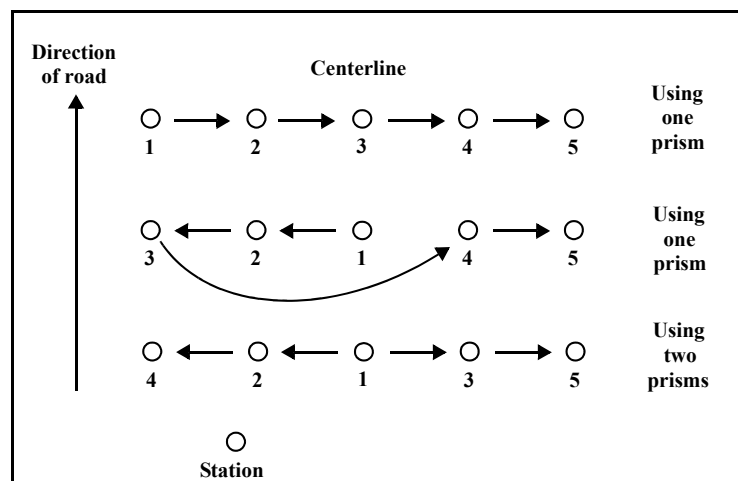 Direction
of road
Centerline
Using
one
prism
1 2 3 4 5
Using
one
prism
3 2 1 4 5
Using
two
prisms
4 2 1 3 5
Station